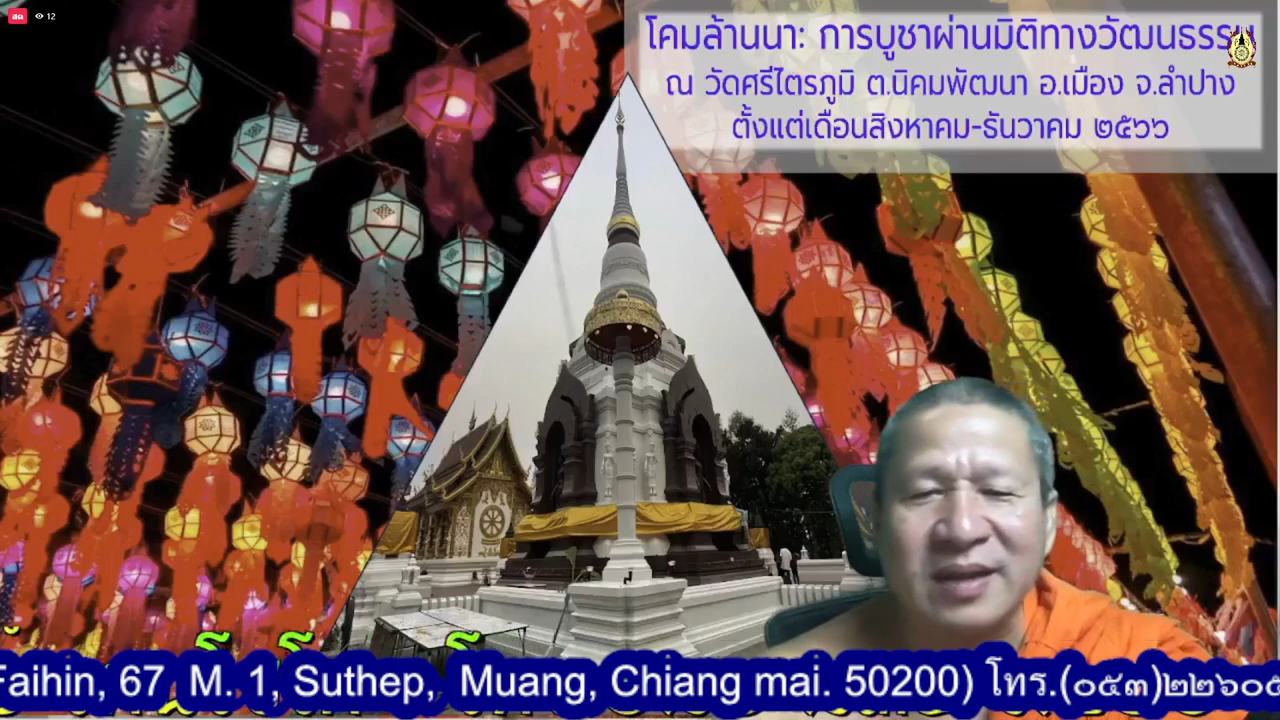 สด 12
โคมล้านนา: การบูชาผ่านมิติทางวัฒนธรรม
ณ วัดศรีไตรภูมิ ต.นิคมพัฒนา อ.เมือง จ.ลำปาง
ตั้งแต่เดือนสิงหาคม-ธันวาคม ๒๕๖๖
Faihin, 67 M. 1, Suthep, Muang, Chiang mai. 50200) โทร.(๐๕๓)๒๒๖๐๕